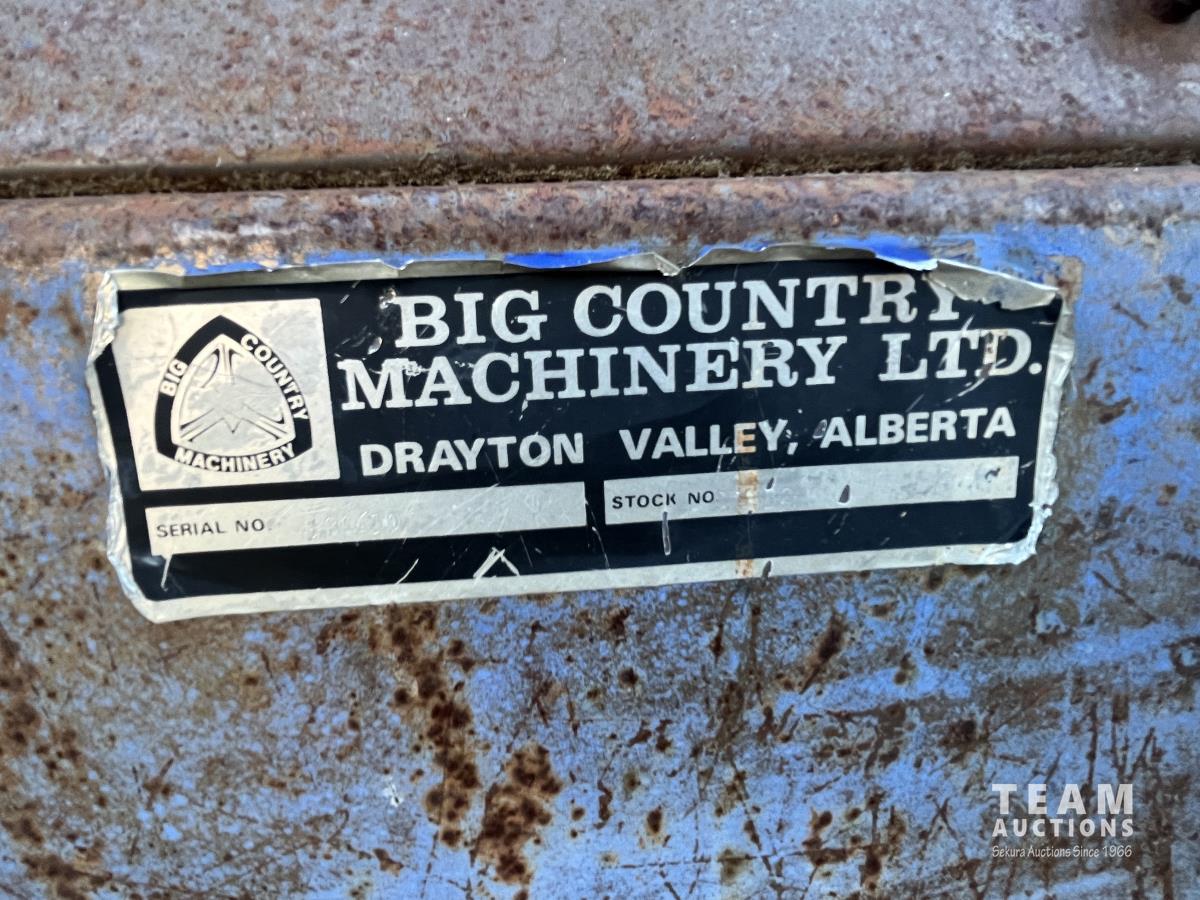 BIG COUNTRY
MACHINERY
BIG COUNTRY
MACHINERY LTD.
DRAYTON VALLEY, ALBERTA
SERIAL NO.
STOCK NO
TEAM
AUCTIONS
Sekura Auctions Since 1966